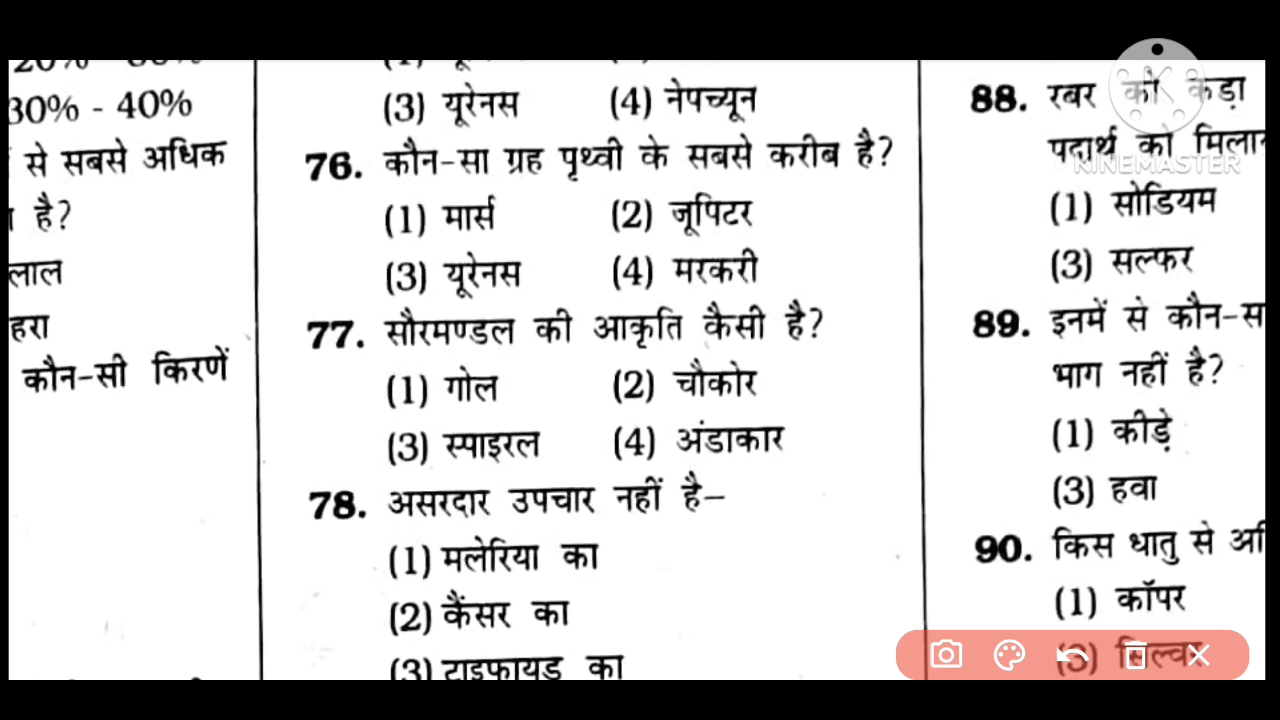 30% - 40%
से सबसे अधिक
है?
लाल
हरा
कौन-सी किरणें
(3) यूरेनस (4) नेपच्यून
76. कौन-सा ग्रह पृथ्वी के सबसे करीब है?
(1) मार्स (2) जूपिटर
(3) यूरेनस (4) मरकरी
77. सौरमण्डल की आकृति कैसी है?
(1) गोल (2) चौकोर
(3) स्पाइरल (4) अंडाकार
78. असरदार उपचार नहीं है–
(1) मलेरिया का
(2) कैंसर का
(3) टाइफायड का
88. रबर को कड़ा
पदार्थ को
KINEMASTER
(1) सोडियम
(3) सल्फर
89. इनमें से
भाग नहीं है?
(1) कीड़े
(3) हवा
90. किस धातु से
(1) कॉपर
(3) सिल्वर